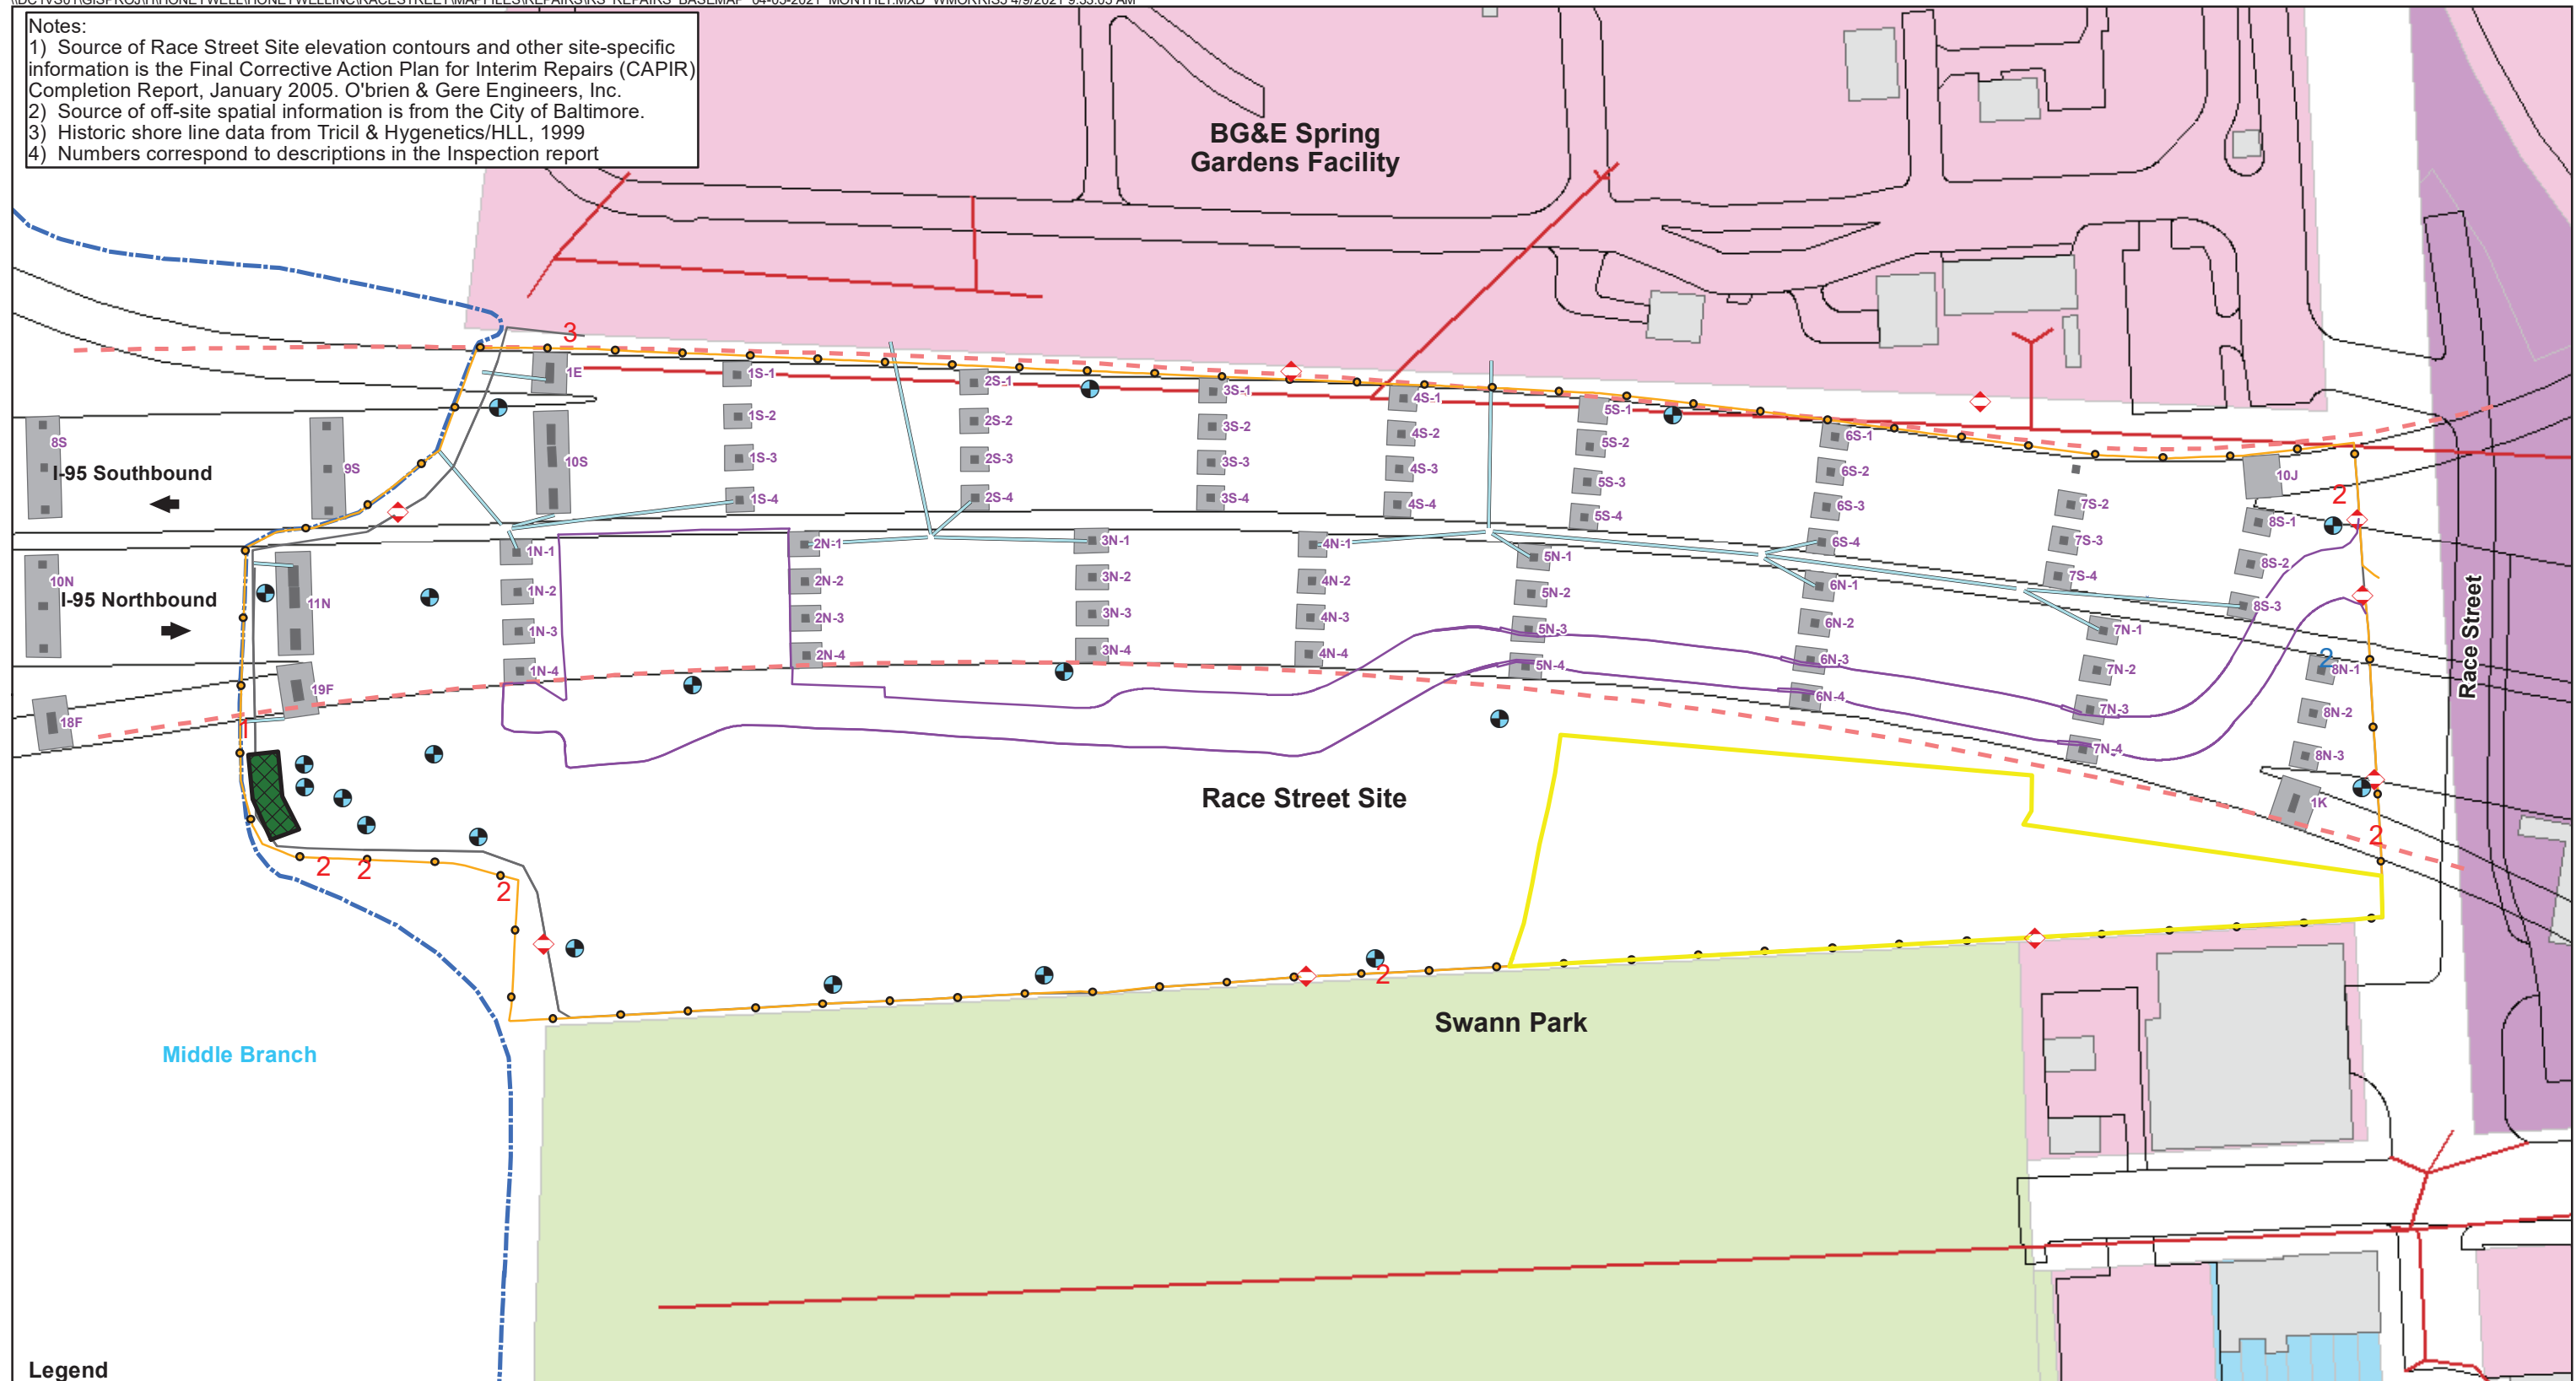 Notes:
1) Source of Race Street Site elevation contours and other site-specific
information is the Final Corrective Action Plan for Interim Repairs (CAPIR)
Completion Report, January 2005. O'brien & Gere Engineers, Inc.
2) Source of off-site spatial information is from the City of Baltimore.
3) Historic shore line data from Tricil & Hygenetics/HLL, 1999
4) Numbers correspond to descriptions in the Inspection report
BG&E Spring
Gardens Facility
3
1E
1S-1
2S-1
3S-1
4S-1
5S-1
6S-1
1S-2
2S-2
3S-2
4S-2
5S-2
6S-2
8S
9S
10S
1S-3
2S-3
3S-3
4S-3
5S-3
6S-3
10J
I-95 Southbound
1S-4
2S-4
3S-4
4S-4
5S-4
6S-4
7S-2
7S-3
7S-4
2
8S-1
8S-2
8S-3
1N-1
2N-1
3N-1
4N-1
5N-1
6N-1
7N-1
10N
11N
1N-2
2N-2
3N-2
4N-2
5N-2
6N-2
7N-2
I-95 Northbound
1N-3
2N-3
3N-3
4N-3
5N-3
6N-3
7N-3
2
8N-1
Race Street
1N-4
2N-4
3N-4
4N-4
5N-4
6N-4
7N-4
8N-2
8N-3
19F
18F
1
1K
Race Street Site
2
2
2
2
2
Swann Park
Middle Branch
Legend